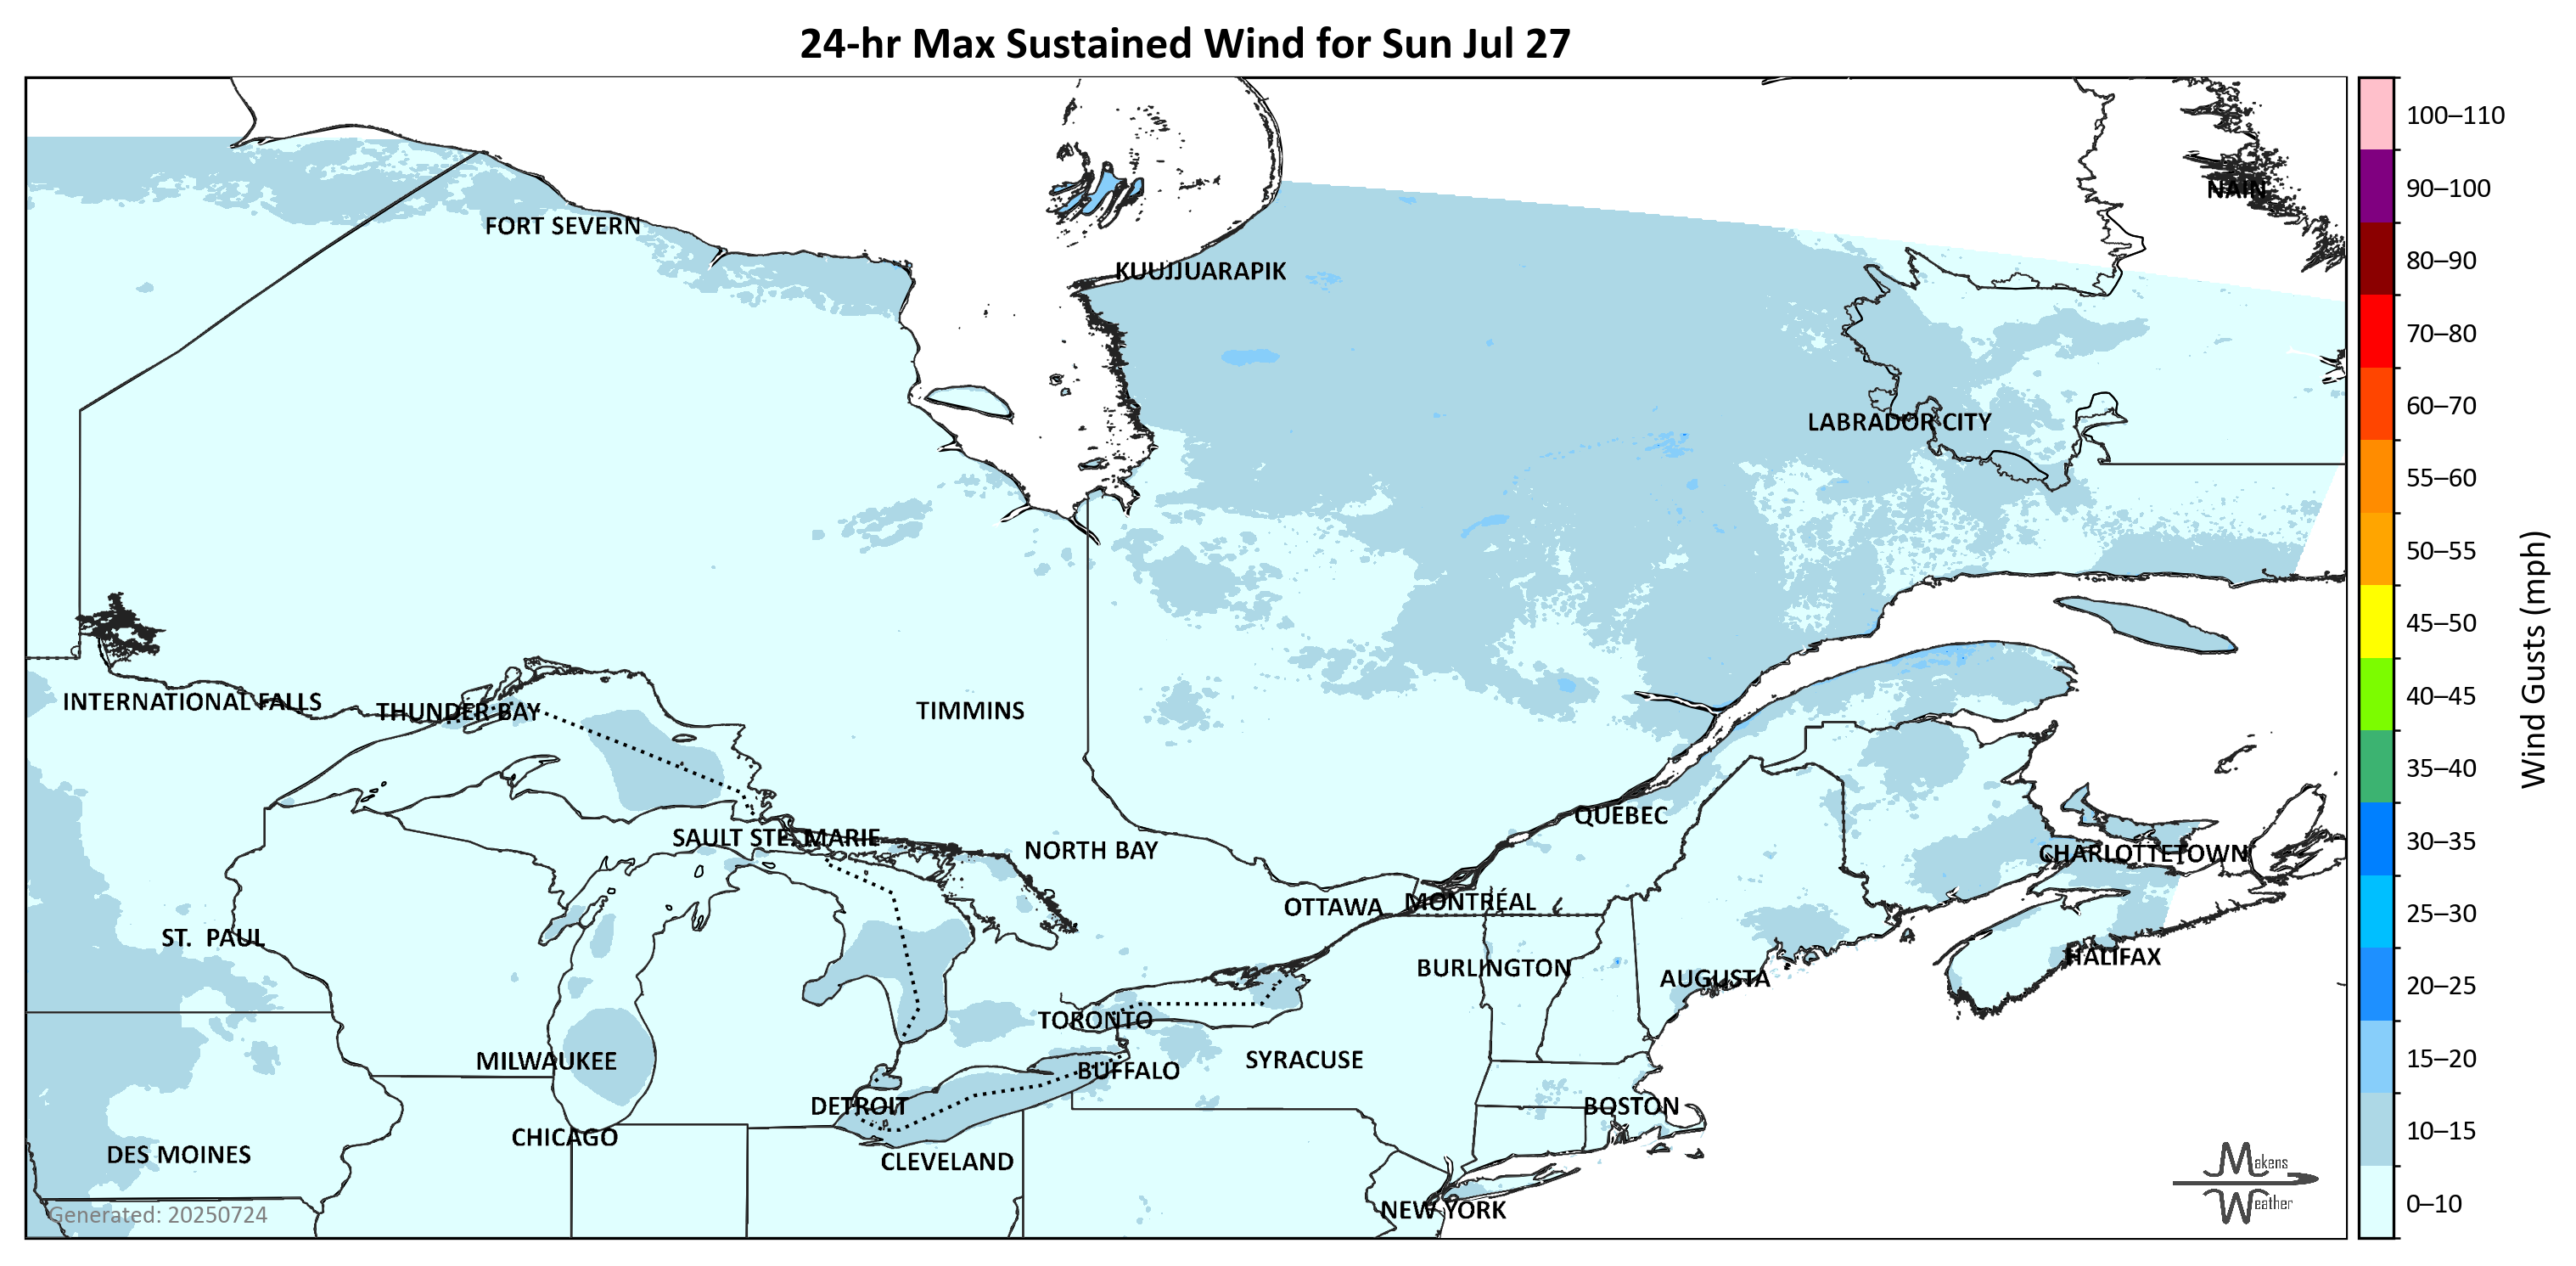 24-hr Max Sustained Wind for Sun Jul 27
100–110
90–100
NAIN
FORT SEVERN
80–90
KUUJJUARAPIK
70–80
60–70
LABRADOR CITY
55–60
50–55
45–50
Wind Gusts (mph)
40–45
INTERNATIONAL FALLS
THUNDER BAY
TIMMINS
35–40
QUEBEC
30–35
SAULT STE. MARIE
NORTH BAY
CHARLOTTETOWN
OTTAWA
MONTRÉAL
25–30
ST. PAUL
HALIFAX
BURLINGTON
AUGUSTA
20–25
TORONTO
MILWAUKEE
SYRACUSE
15–20
BUFFALO
DETROIT
BOSTON
CHICAGO
10–15
DES MOINES
CLEVELAND
Makens
Weather
0–10
NEW YORK
Generated: 20250724